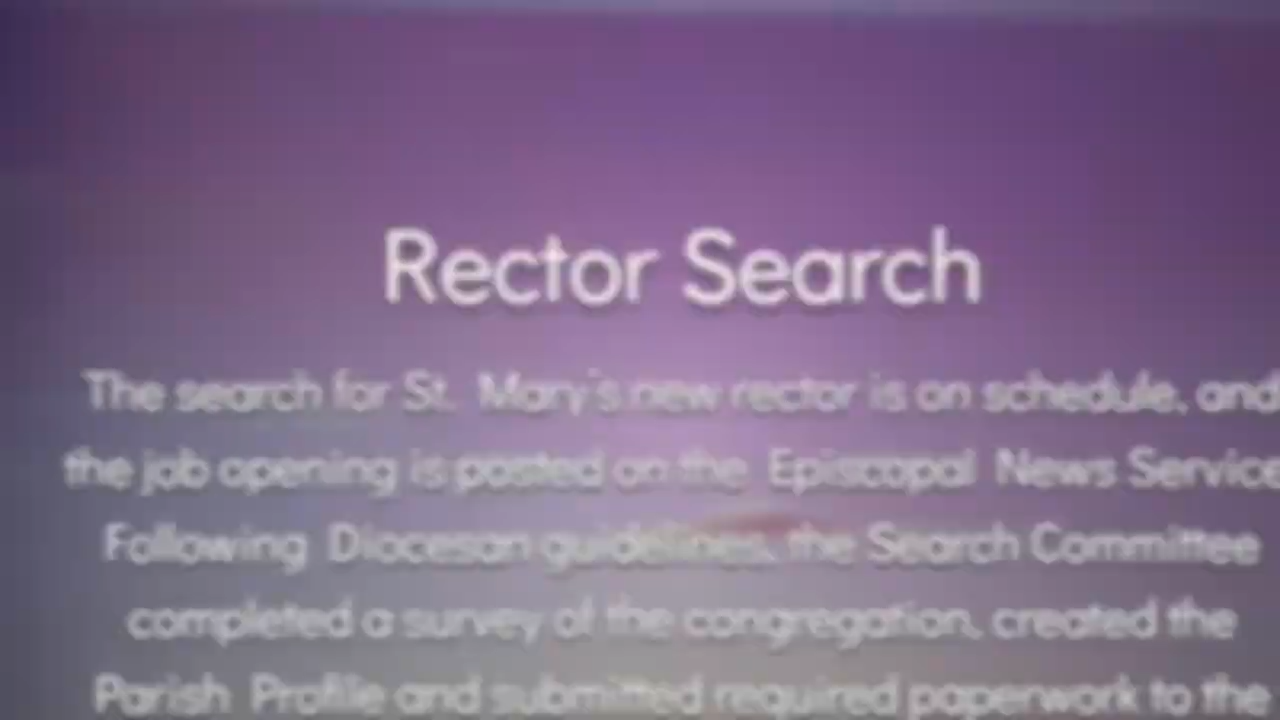 Rector Search
The search for St. Mary's new rector is on schedule, and
the job opening is posted on the Episcopal News Service
Following Diocesan guidelines, the Search Committee
completed a survey of the congregation, created the
Parish Profile and submitted required paperwork to the